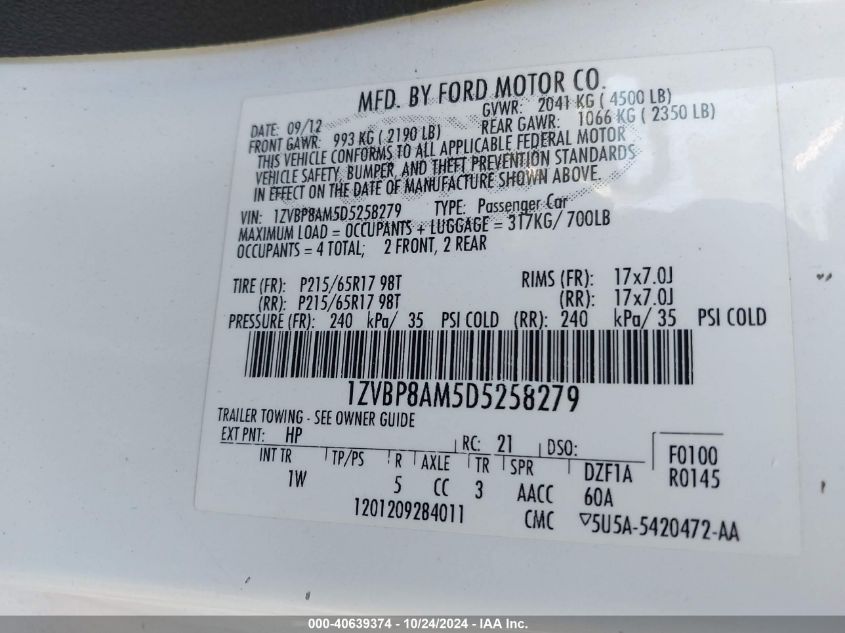 MFD. BY FORD MOTOR CO.
DATE: 09/12 GVWR: 2041 KG ( 4500 LB)
FRONT GAWR: 993 KG ( 2190 LB) REAR GAWR: 1066 KG ( 2350 LB)
THIS VEHICLE CONFORMS TO ALL APPLICABLE FEDERAL MOTOR
VEHICLE SAFETY, BUMPER, AND THEFT PREVENTION STANDARDS
IN EFFECT ON THE DATE OF MANUFACTURE SHOWN ABOVE.
VIN: 1ZVBP8AM5D5258279 TYPE: Passenger Car
MAXIMUM LOAD = OCCUPANTS + LUGGAGE = 317KG/ 700LB
OCCUPANTS = 4 TOTAL; 2 FRONT, 2 REAR
TIRE (FR): P215/65R17 98T RIMS (FR): 17x7.0J
(RR): P215/65R17 98T (RR): 17x7.0J
PRESSURE (FR): 240 kPa/ 35 PSI COLD (RR): 240 kPa/ 35 PSI COLD
1ZVBP8AM5D5258279
TRAILER TOWING - SEE OWNER GUIDE
EXT PNT: HP RC: 21 DSO: F0100
INT TR TP/PS R AXLE TR SPR DZF1A R0145
1W 5 CC 3 AACC 60A
1201209284011 CMC ▽5U5A-5420472-AA
000-40639374 - 10/24/2024 - IAA Inc.